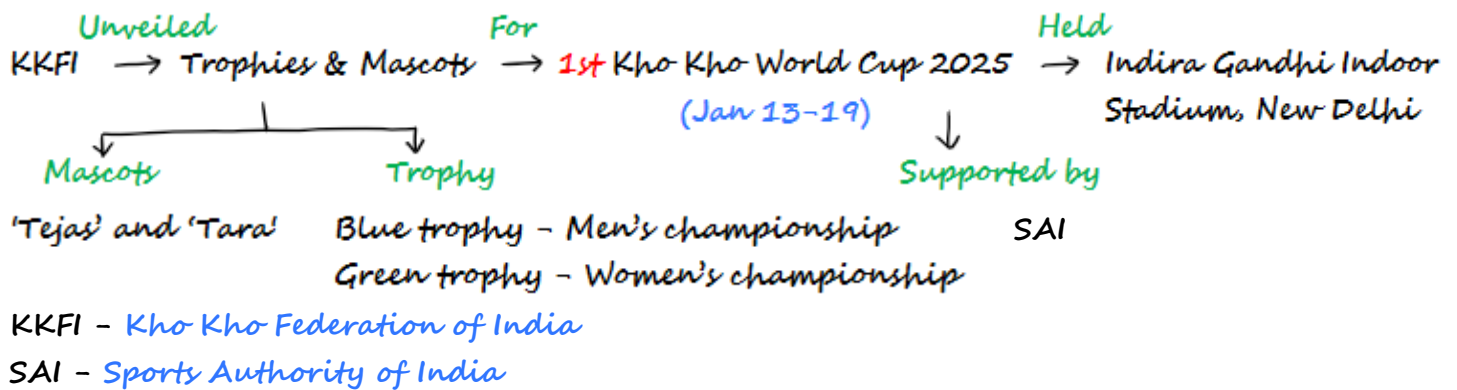 Unveiled For Held
KKFI → Trophies & Mascots → 1st Kho Kho World Cup 2025 → Indira Gandhi Indoor
(Jan 13-19) Stadium, New Delhi
Mascots Trophy Supported by
'Tejas' and 'Tara' Blue trophy - Men's championship SAI
Green trophy - Women's championship
KKFI - Kho Kho Federation of India
SAI - Sports Authority of India